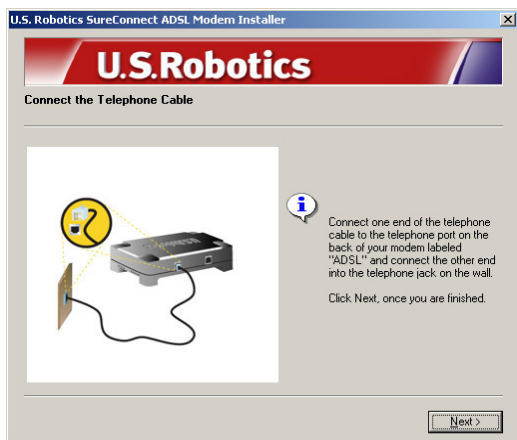 U.S. Robotics SureConnect ADSL Modem Installer
U.S.Robotics
Connect the Telephone Cable
Connect one end of the telephone
cable to the telephone port on the
back of your modem labeled
"ADSL" and connect the other end
into the telephone jack on the wall.
Click Next, once you are finished.
Next >